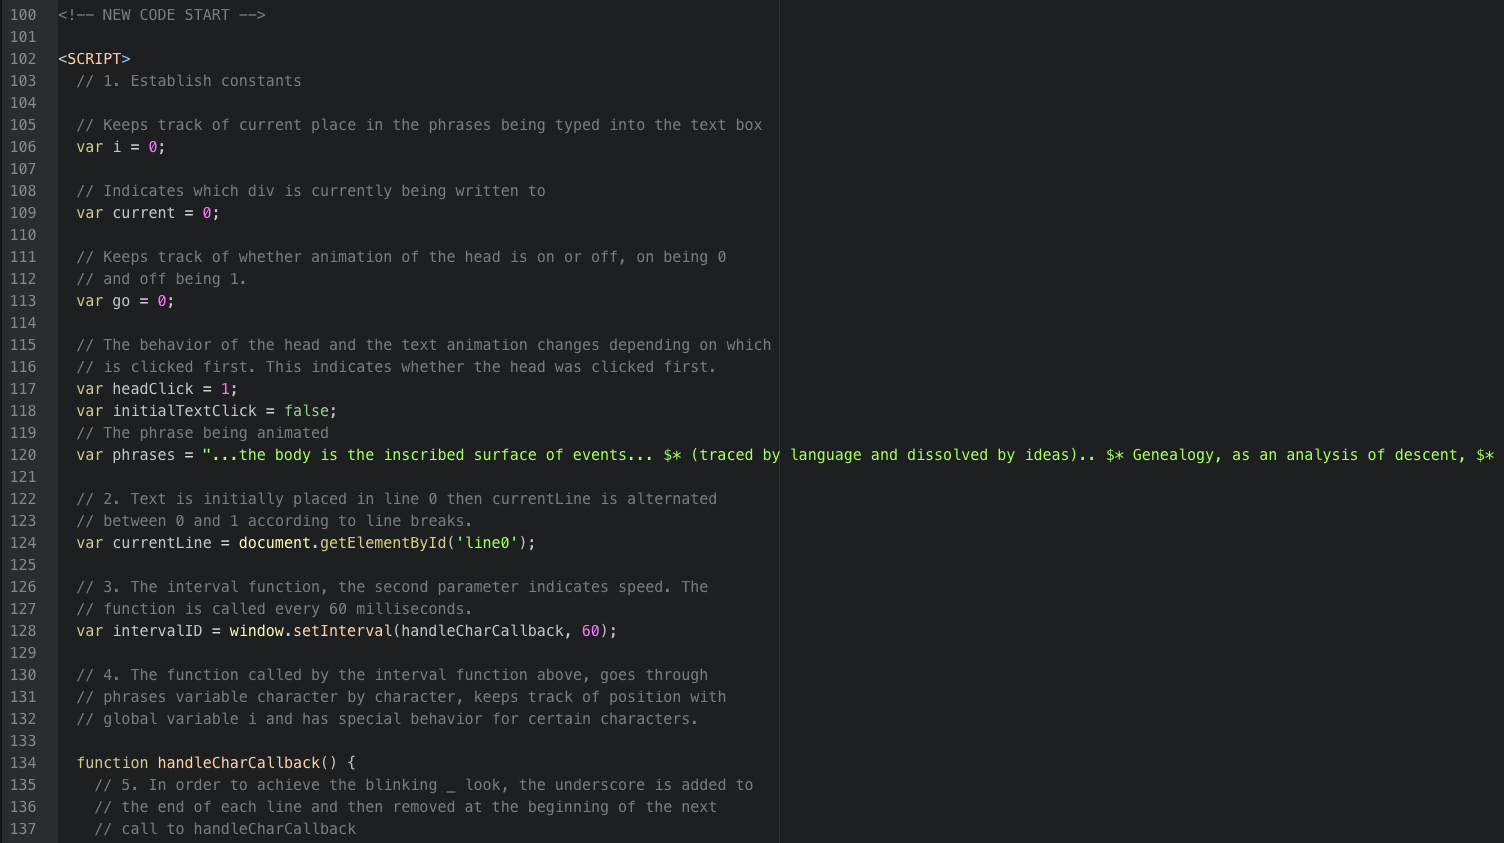 100 <!-- NEW CODE START -->
101
102 <SCRIPT>
103 // 1. Establish constants
104
105 // Keeps track of current place in the phrases being typed into the text box
106 var i = 0;
107
108 // Indicates which div is currently being written to
109 var current = 0;
110
111 // Keeps track of whether animation of the head is on or off, on being 0
112 // and off being 1.
113 var go = 0;
114
115 // The behavior of the head and the text animation changes depending on which
116 // is clicked first. This indicates whether the head was clicked first.
117 var headClick = 1;
118 var initialTextClick = false;
119 // The phrase being animated
120 var phrases = "...the body is the inscribed surface of events... $* (traced by language and dissolved by ideas).. $* Genealogy, as an analysis of descent, $*
121
122 // 2. Text is initially placed in line 0 then currentLine is alternated
123 // between 0 and 1 according to line breaks.
124 var currentLine = document.getElementById('line0');
125
126 // 3. The interval function, the second parameter indicates speed. The
127 // function is called every 60 milliseconds.
128 var intervalID = window.setInterval(handleCharCallback, 60);
129
130 // 4. The function called by the interval function above, goes through
131 // phrases variable character by character, keeps track of position with
132 // global variable i and has special behavior for certain characters.
133
134 function handleCharCallback() {
135 // 5. In order to achieve the blinking _ look, the underscore is added to
136 // the end of each line and then removed at the beginning of the next
137 // call to handleCharCallback